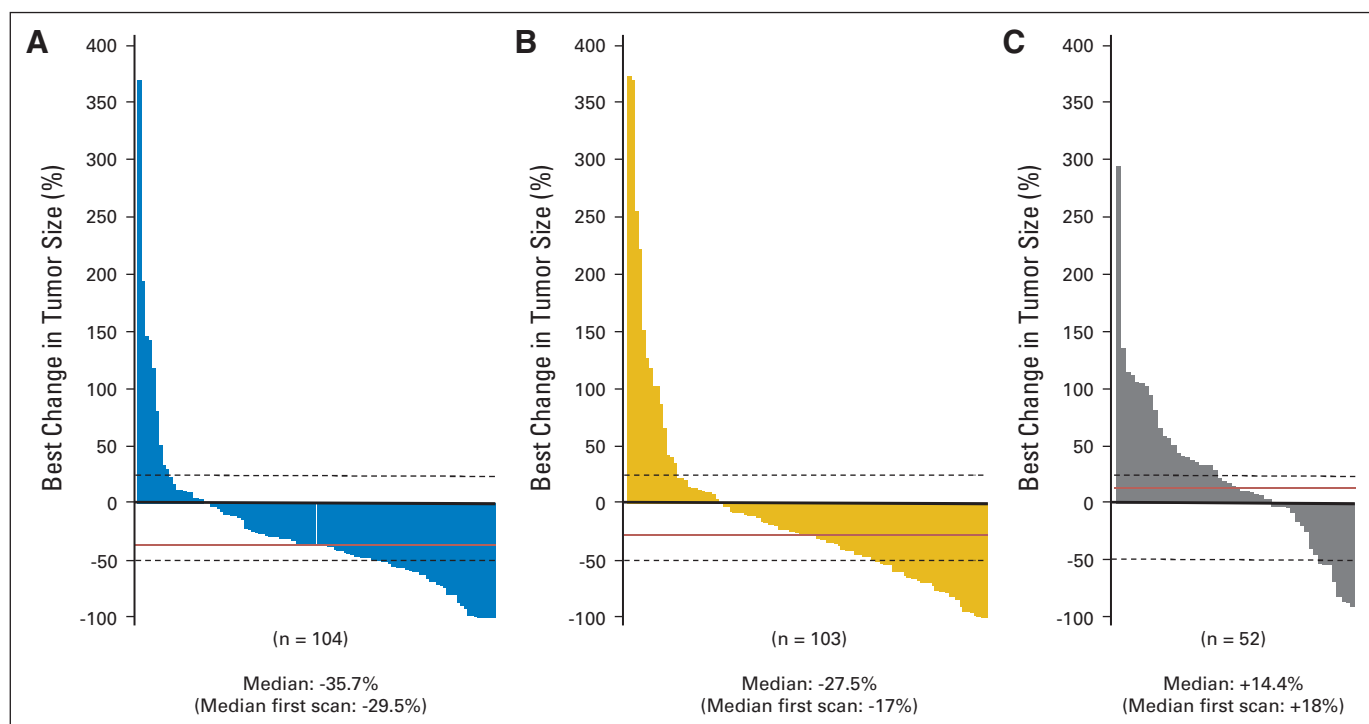 A
Best Change in Tumor Size (%)
400
350
300
250
200
150
100
50
0
-50
-100
(n = 104)
Median: -35.7%
(Median first scan: -29.5%)
B
Best Change in Tumor Size (%)
400
350
300
250
200
150
100
50
0
-50
-100
(n = 103)
Median: -27.5%
(Median first scan: -17%)
C
Best Change in Tumor Size (%)
400
350
300
250
200
150
100
50
0
-50
-100
(n = 52)
Median: +14.4%
(Median first scan: +18%)